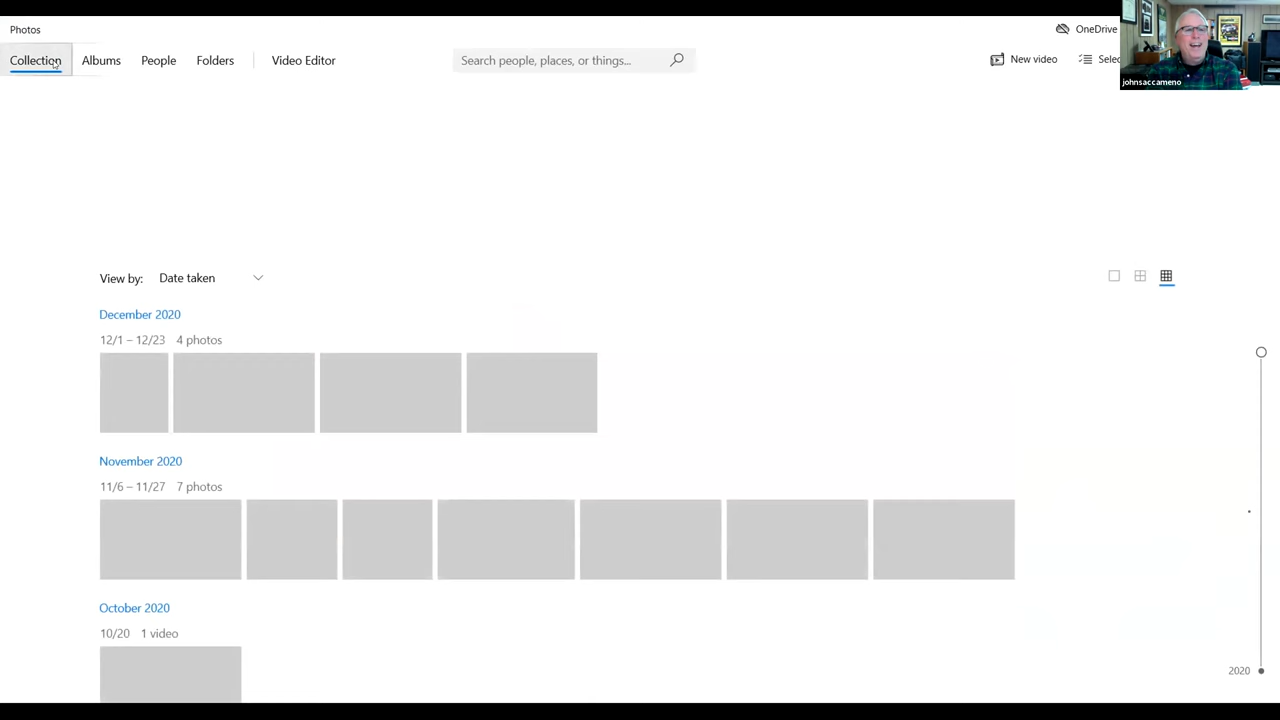 Photos
OneDrive
Collection Albums People Folders Video Editor
Search people, places, or things...
New video
johnsaccameno
View by: Date taken
December 2020
12/1 – 12/23 4 photos
November 2020
11/6 – 11/27 7 photos
October 2020
10/20 1 video
2020